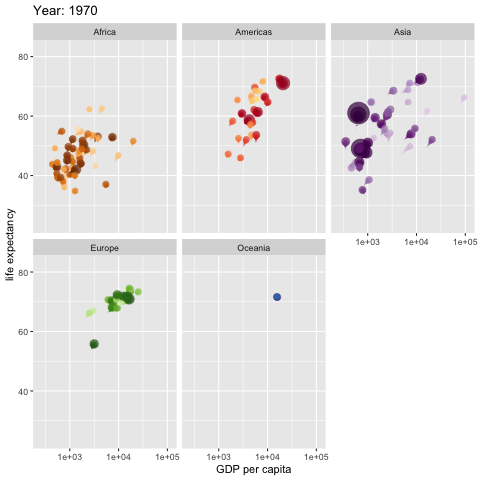 Year: 1970
Africa
Americas
Asia
80
60
40
1e+03 1e+04 1e+05
Europe
Oceania
80
60
40
1e+03 1e+04 1e+05
1e+03 1e+04 1e+05
life expectancy
GDP per capita